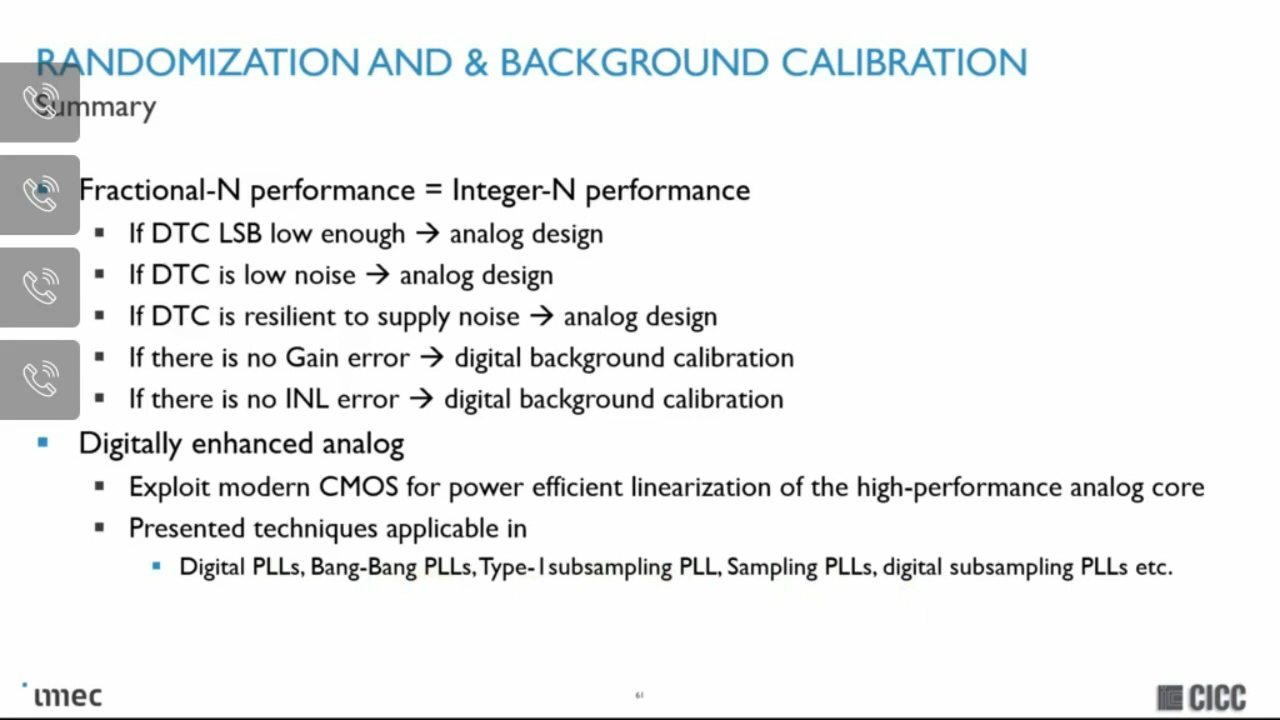 RANDOMIZATION AND & BACKGROUND CALIBRATION
Summary
Fractional-N performance = Integer-N performance
If DTC LSB low enough → analog design
If DTC is low noise → analog design
If DTC is resilient to supply noise → analog design
If there is no Gain error → digital background calibration
If there is no INL error → digital background calibration
Digitally enhanced analog
Exploit modern CMOS for power efficient linearization of the high-performance analog core
Presented techniques applicable in
Digital PLLs, Bang-Bang PLLs, Type-1 subsampling PLL, Sampling PLLs, digital subsampling PLLs etc.
imec
61
CICC